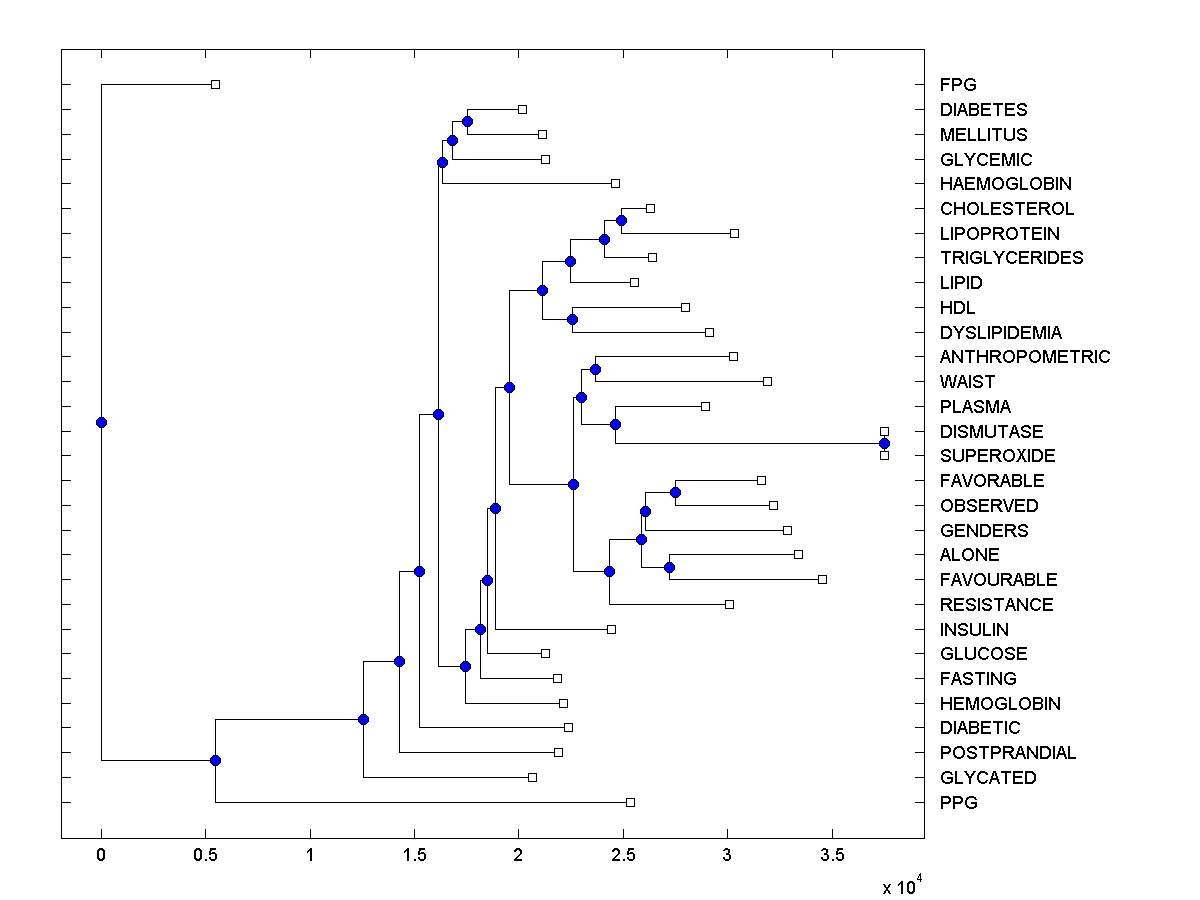 FPG
DIABETES
MELLITUS
GLYCEMIC
HAEMOGLOBIN
CHOLESTEROL
LIPOPROTEIN
TRIGLYCERIDES
LIPID
HDL
DYSLIPIDEMIA
ANTHROPOMETRIC
WAIST
PLASMA
DISMUTASE
SUPEROXIDE
FAVORABLE
OBSERVED
GENDERS
ALONE
FAVOURABLE
RESISTANCE
INSULIN
GLUCOSE
FASTING
HEMOGLOBIN
DIABETIC
POSTPRANDIAL
GLYCATED
PPG
0 0.5 1 1.5 2 2.5 3 3.5
x 10^4